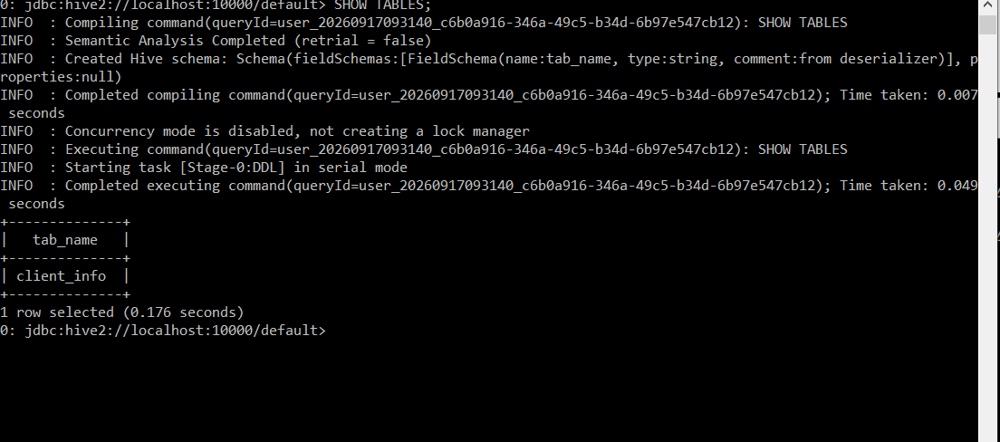 0: jdbc:hive2://localhost:10000/default> SHOW TABLES;
INFO  : Compiling command(queryId=user_20260917093140_c6b0a916-346a-49c5-b34d-6b97e547cb12): SHOW TABLES
INFO  : Semantic Analysis Completed (retrial = false)
INFO  : Created Hive schema: Schema(fieldSchemas:[FieldSchema(name:tab_name, type:string, comment:from deserializer)], p
roperties:null)
INFO  : Completed compiling command(queryId=user_20260917093140_c6b0a916-346a-49c5-b34d-6b97e547cb12); Time taken: 0.007
 seconds
INFO  : Concurrency mode is disabled, not creating a lock manager
INFO  : Executing command(queryId=user_20260917093140_c6b0a916-346a-49c5-b34d-6b97e547cb12): SHOW TABLES
INFO  : Starting task [Stage-0:DDL] in serial mode
INFO  : Completed executing command(queryId=user_20260917093140_c6b0a916-346a-49c5-b34d-6b97e547cb12); Time taken: 0.049
 seconds
+--------------+
|   tab_name   |
+--------------+
| client_info  |
+--------------+
1 row selected (0.176 seconds)
0: jdbc:hive2://localhost:10000/default>